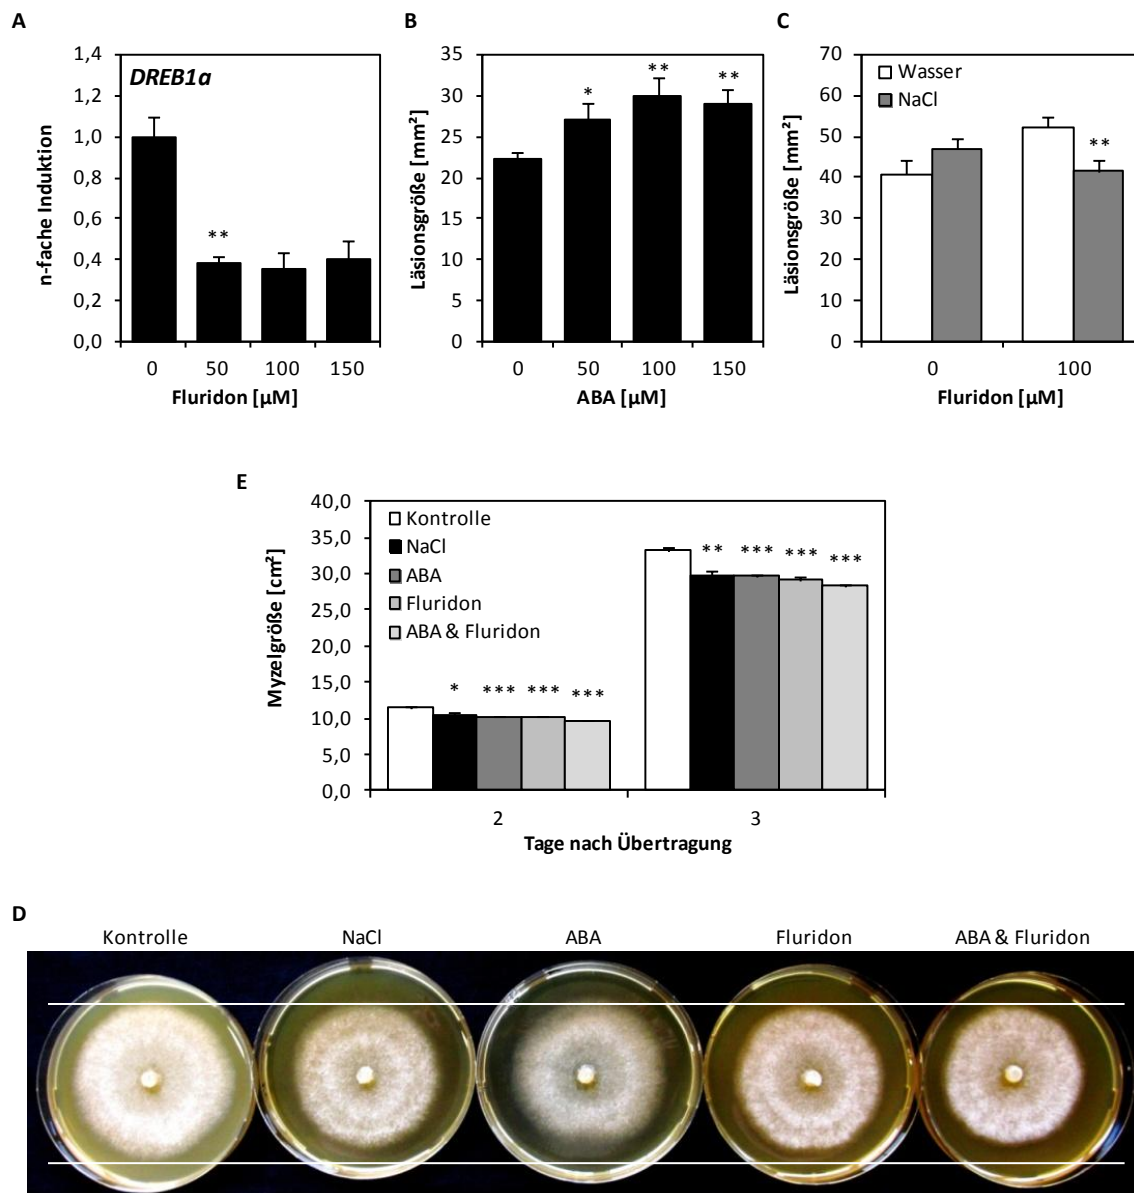 A
B
C
1,4
1,2
1,0
0,8
0,6
0,4
0,2
0,0
n-fache Induktion
DREB1a
**
0 50 100 150
Fluridon [µM]
35
30
25
20
15
10
5
0
Läsionsgröße [mm²]
*
**
**
0 50 100 150
ABA [µM]
70
60
50
40
30
20
10
0
Läsionsgröße [mm²]
Wasser
NaCl
**
0 100
Fluridon [µM]
E
40,0
35,0
30,0
25,0
20,0
15,0
10,0
5,0
0,0
Myzelgröße [cm²]
Kontrolle
NaCl
ABA
Fluridon
ABA & Fluridon
* *** *** ***
** *** *** ***
2 3
Tage nach Übertragung
D
Kontrolle NaCl ABA Fluridon ABA & Fluridon